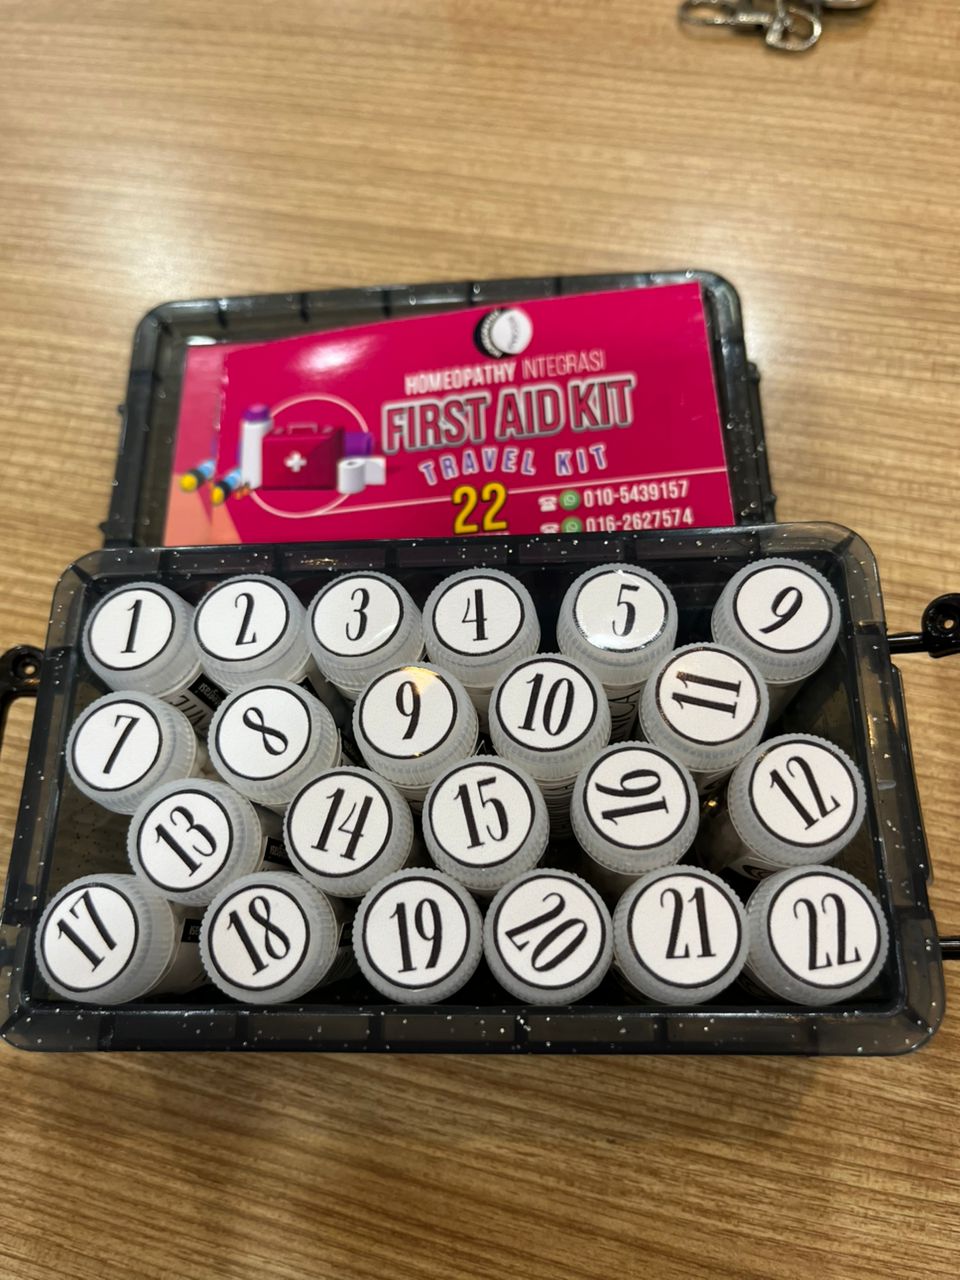 HOMEOPATHY INTEGRASI
FIRST AID KIT
TRAVEL KIT
22
010-5439157
016-2627574
1 2 3 4 5 9
7 8 9 10 11
13 14 15 16 12
17 18 19 20 21 22